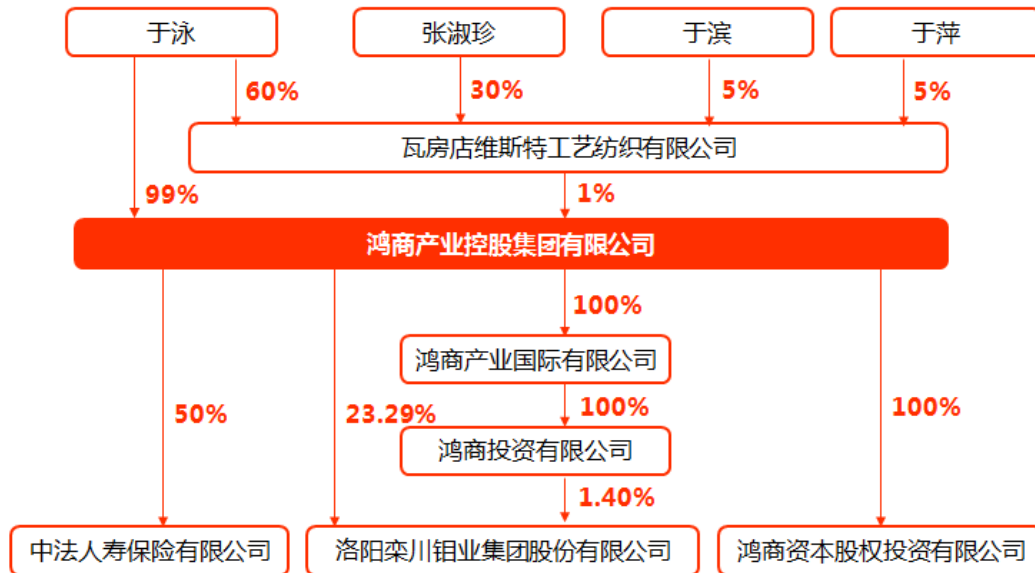 于泳
张淑珍
于滨
于萍
60%
30%
5%
5%
瓦房店维斯特工艺纺织有限公司
99%
1%
鸿商产业控股集团有限公司
100%
鸿商产业国际有限公司
50%
23.29%
100%
100%
鸿商投资有限公司
1.40%
中法人寿保险有限公司
洛阳栾川钼业集团股份有限公司
鸿商资本股权投资有限公司